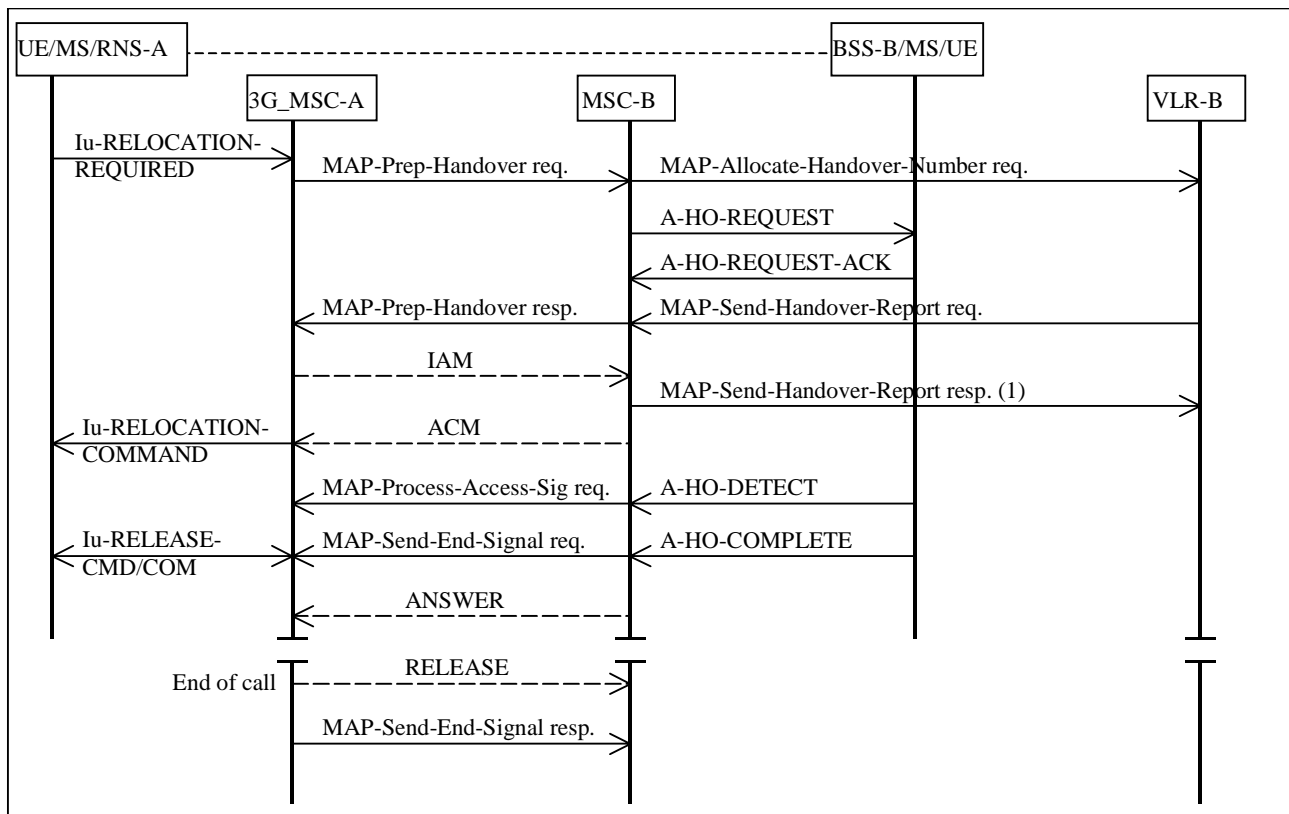 UE/MS/RNS-A
BSS-B/MS/UE
3G_MSC-A
MSC-B
VLR-B
Iu-RELOCATION-
REQUIRED
MAP-Prep-Handover req.
MAP-Allocate-Handover-Number req.
A-HO-REQUEST
A-HO-REQUEST-ACK
MAP-Prep-Handover resp.
MAP-Send-Handover-Report req.
IAM
MAP-Send-Handover-Report resp. (1)
Iu-RELOCATION-
COMMAND
ACM
MAP-Process-Access-Sig req.
A-HO-DETECT
Iu-RELEASE-
CMD/COM
MAP-Send-End-Signal req.
A-HO-COMPLETE
ANSWER
RELEASE
End of call
MAP-Send-End-Signal resp.